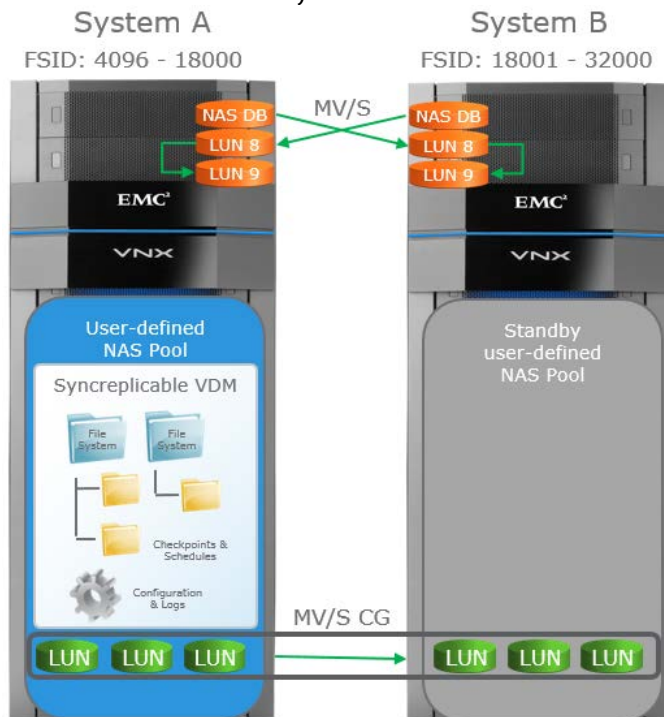 System A
FSID: 4096 - 18000
System B
FSID: 18001 - 32000
NAS DB
LUN 8
LUN 9
MV/S
NAS DB
LUN 8
LUN 9
EMC²
VNX
EMC²
VNX
User-defined
NAS Pool
Syncreplicable VDM
File
System
File
System
Checkpoints &
Schedules
Configuration
& Logs
Standby
user-defined
NAS Pool
MV/S CG
LUN LUN LUN
LUN LUN LUN